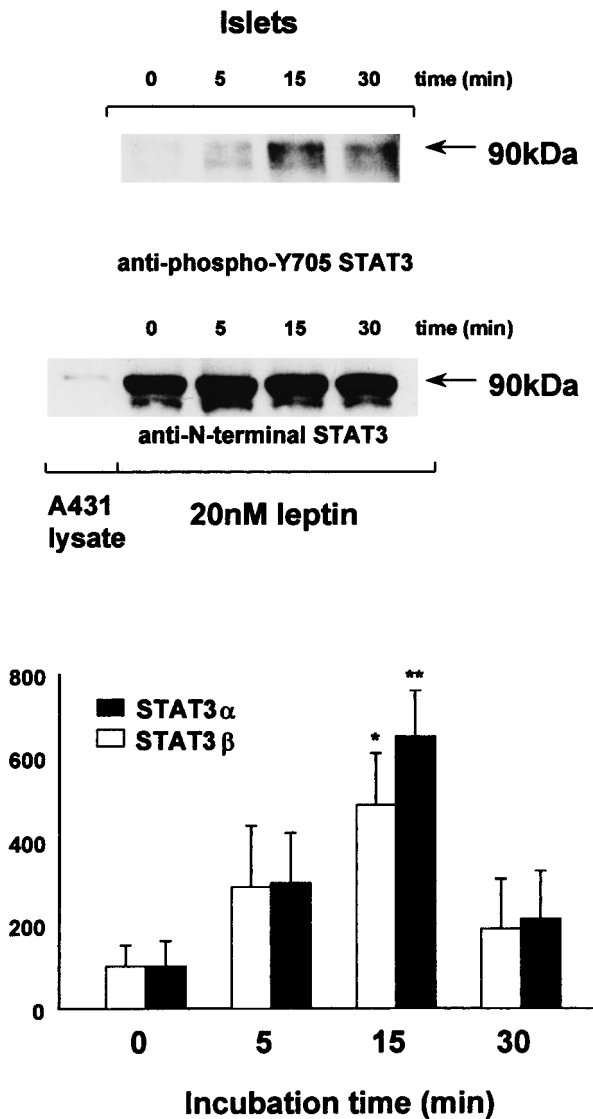 Islets
0 5 15 30 time (min)
90kDa
anti-phospho-Y705 STAT3
0 5 15 30 time (min)
90kDa
anti-N-terminal STAT3
A431 lysate
20nM leptin
800
600
400
200
0
STAT3 α
STAT3 β
*
**
0 5 15 30
Incubation time (min)